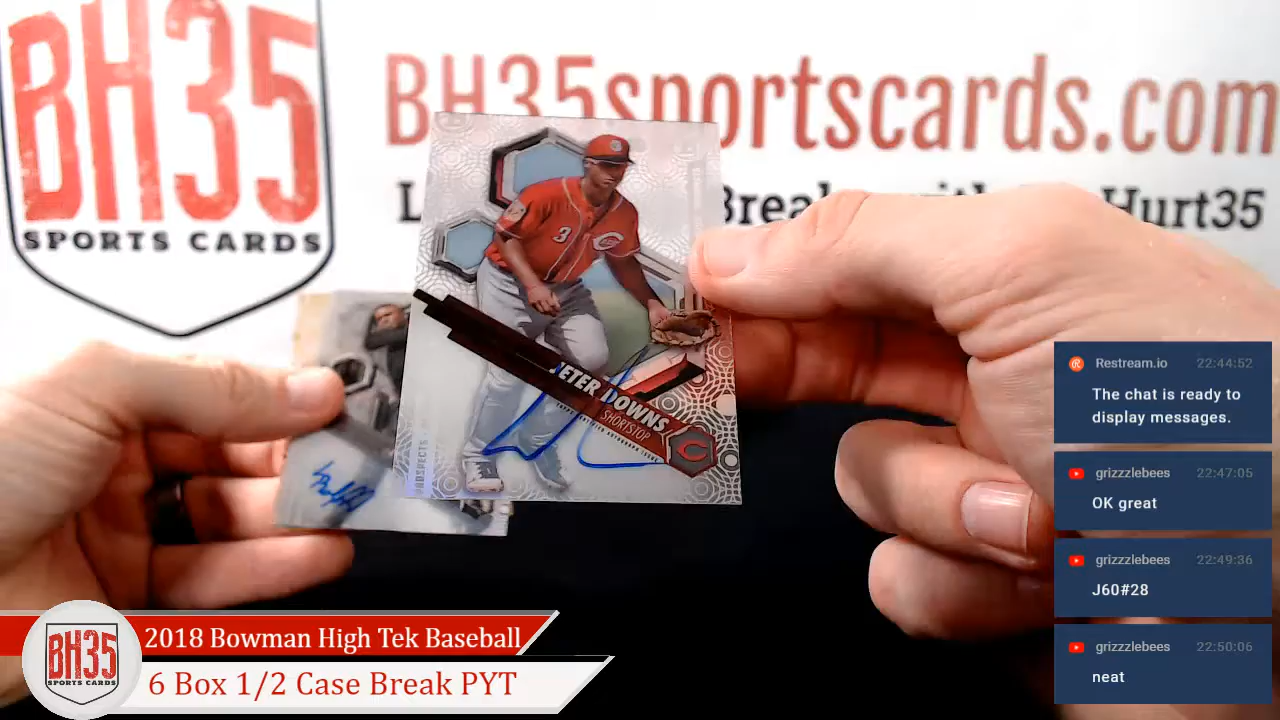 BH35
SPORTS CARDS
BH35sportscards.com
Hurt35
3
PETER DOWNS
SHORTSTOP
PROSPECTS
Restream.io 22:44:52
The chat is ready to
display messages.
grizzzlebees 22:47:05
OK great
grizzzlebees 22:49:36
J60#28
grizzzlebees 22:50:06
neat
BH35
SPORTS CARDS
2018 Bowman High Tek Baseball
6 Box 1/2 Case Break PYT